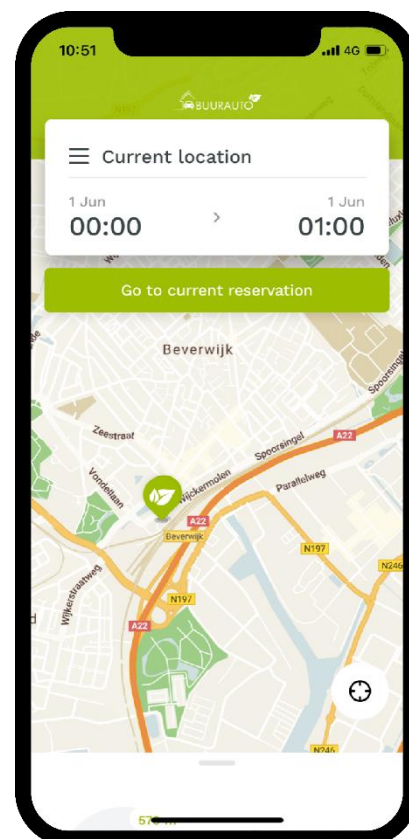 10:51
4G
BUURAUTO
Current location
1 Jun
1 Jun
00:00
>
01:00
Go to current reservation
Beverwijk
Zeestraat
Spoorsingel
A22
Spoorsingel
Vondellaan
Wijckermolen
Parallelweg
A22
Beverwijk
N197
N246
Wijkerstraatweg
N197
A22
N246